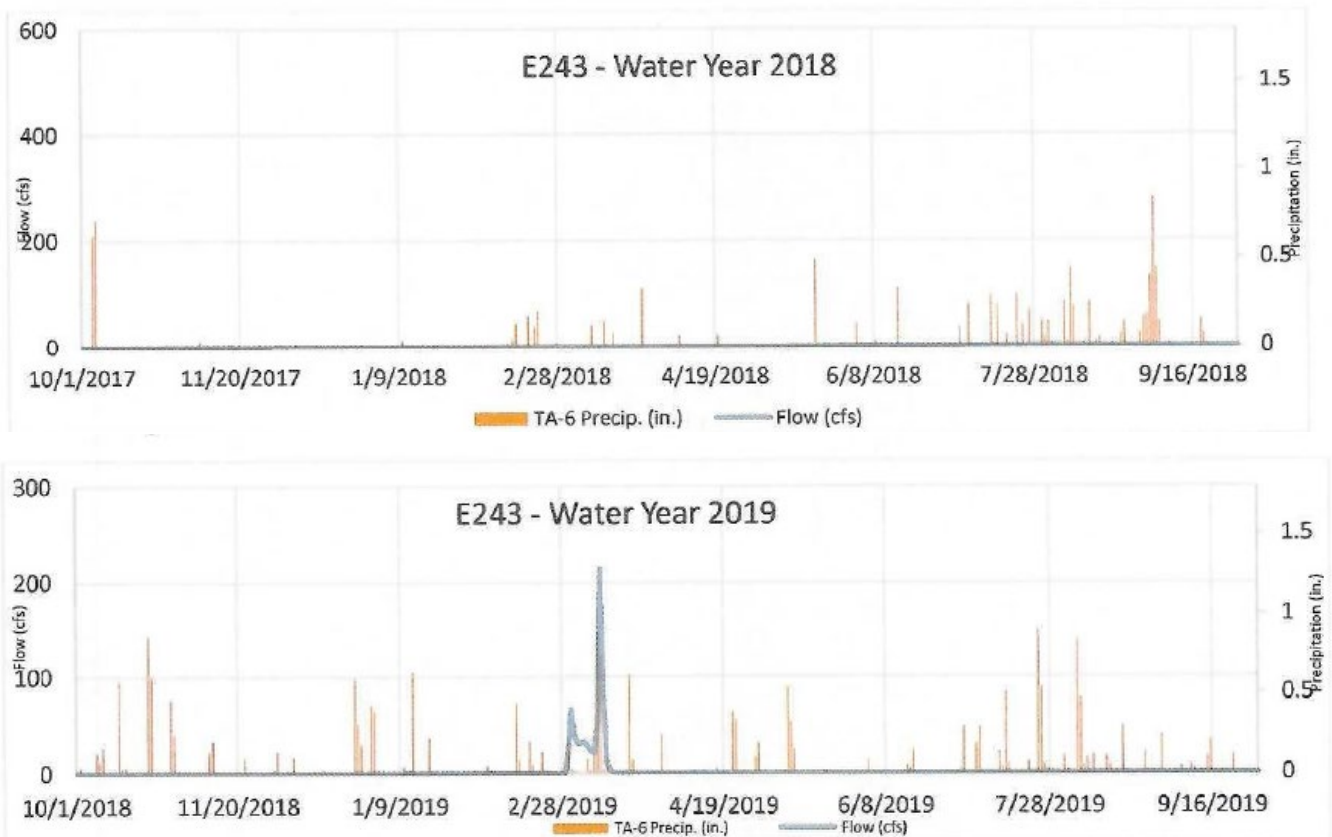 E243 - Water Year 2018
600
400
200
0
Flow (cfs)
1.5
1
0.5
0
Precipitation (in.)
10/1/2017 11/20/2017 1/9/2018 2/28/2018 4/19/2018 6/8/2018 7/28/2018 9/16/2018
TA-6 Precip. (in.) Flow (cfs)
E243 - Water Year 2019
300
200
100
0
Flow (cfs)
1.5
1
0.5
0
Precipitation (in.)
10/1/2018 11/20/2018 1/9/2019 2/28/2019 4/19/2019 6/8/2019 7/28/2019 9/16/2019
TA-6 Precip. (in.) Flow (cfs)